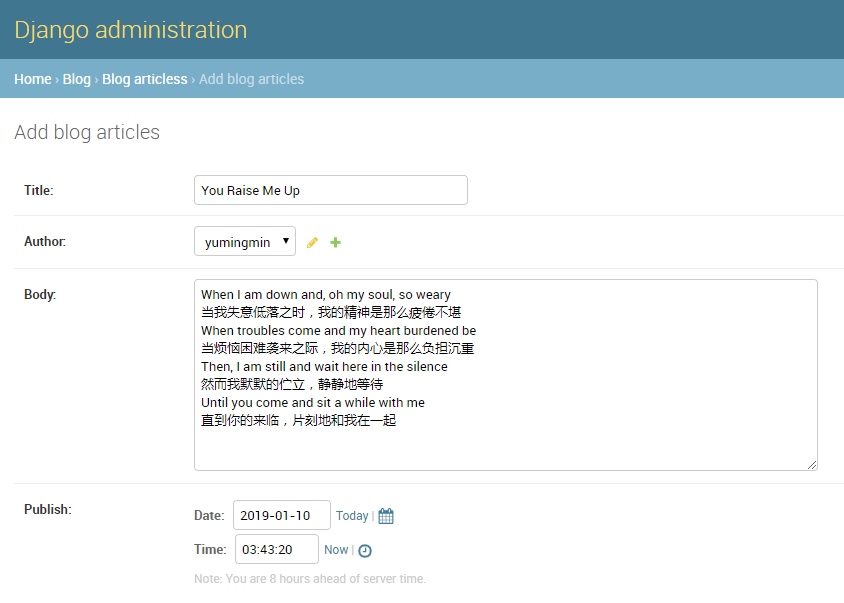 Django administration
Home › Blog › Blog articless › Add blog articles
Add blog articles
Title: You Raise Me Up
Author: yumingmin
Body:
When I am down and, oh my soul, so weary
当我失意低落之时，我的精神是那么疲倦不堪
When troubles come and my heart burdened be
当烦恼困难袭来之际，我的内心是那么负担沉重
Then, I am still and wait here in the silence
然而我默默的伫立，静静地等待
Until you come and sit a while with me
直到你的来临，片刻地和我在一起
Publish:
Date: 2019-01-10 Today |
Time: 03:43:20 Now |
Note: You are 8 hours ahead of server time.